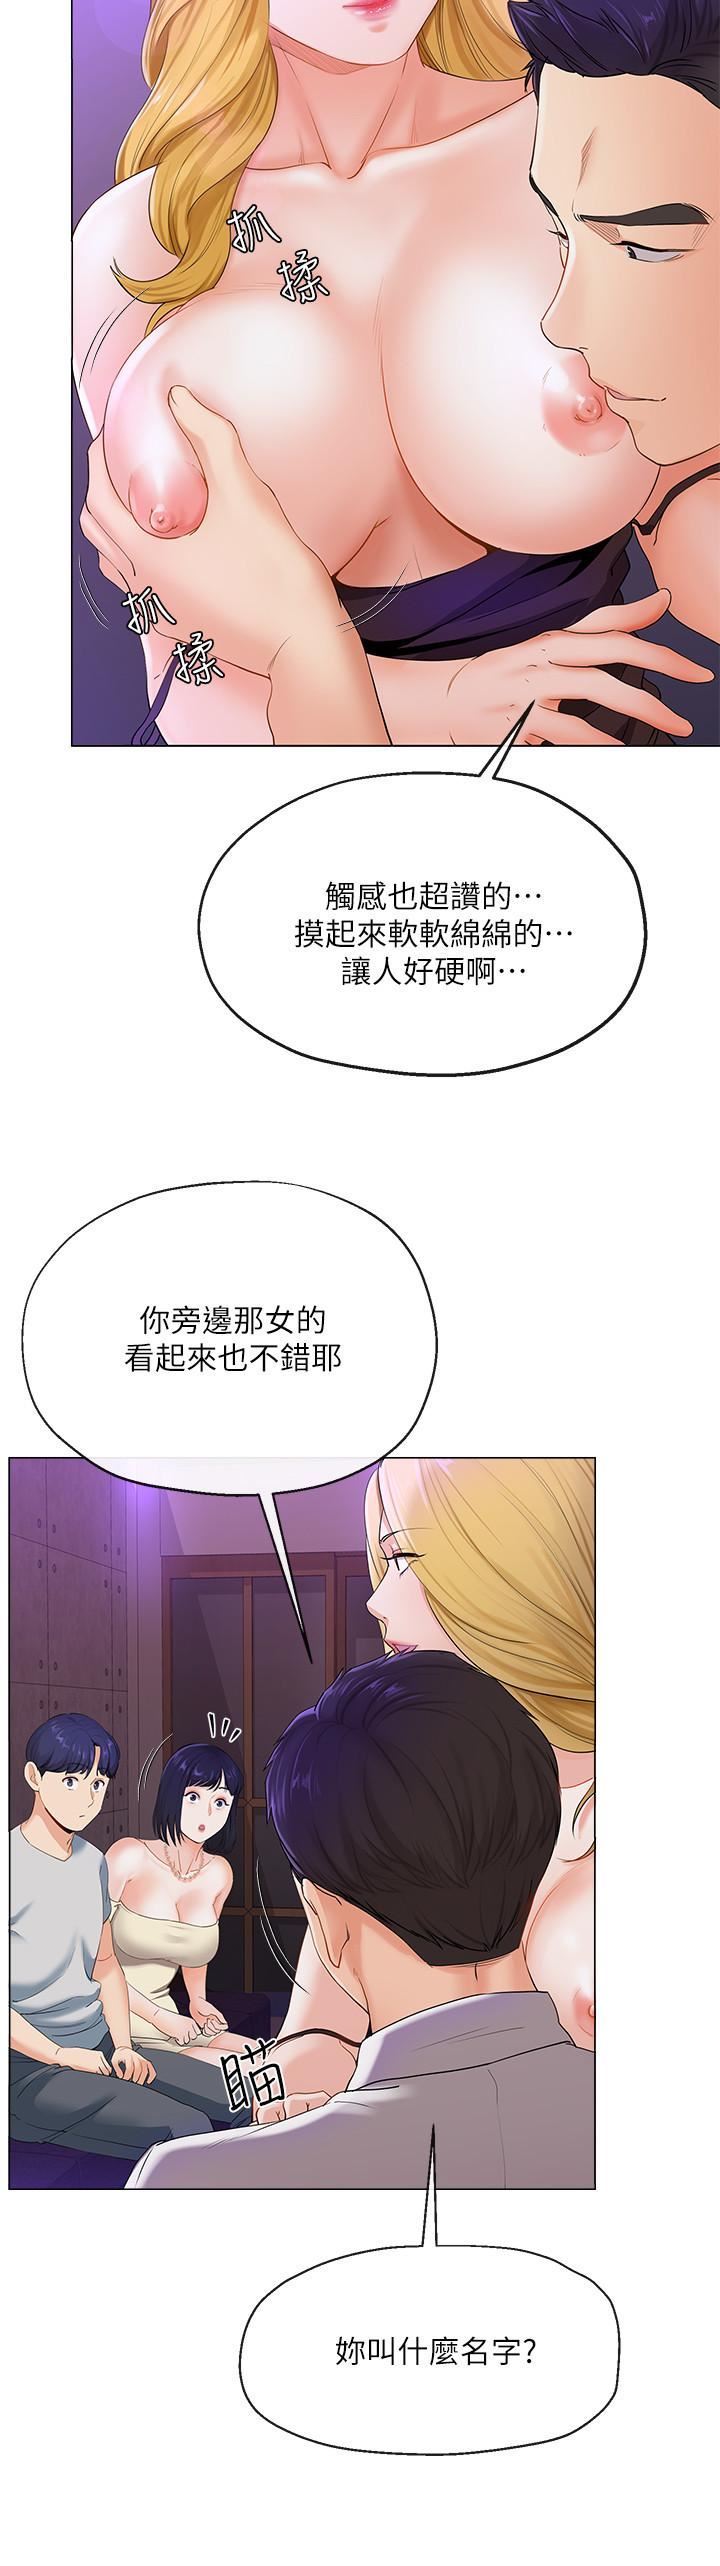 抓
揉
抓
揉
觸感也超讚的…
摸起來軟軟綿綿的…
讓人好硬啊…
你旁邊那女的
看起來也不錯耶
瞄
妳叫什麼名字?